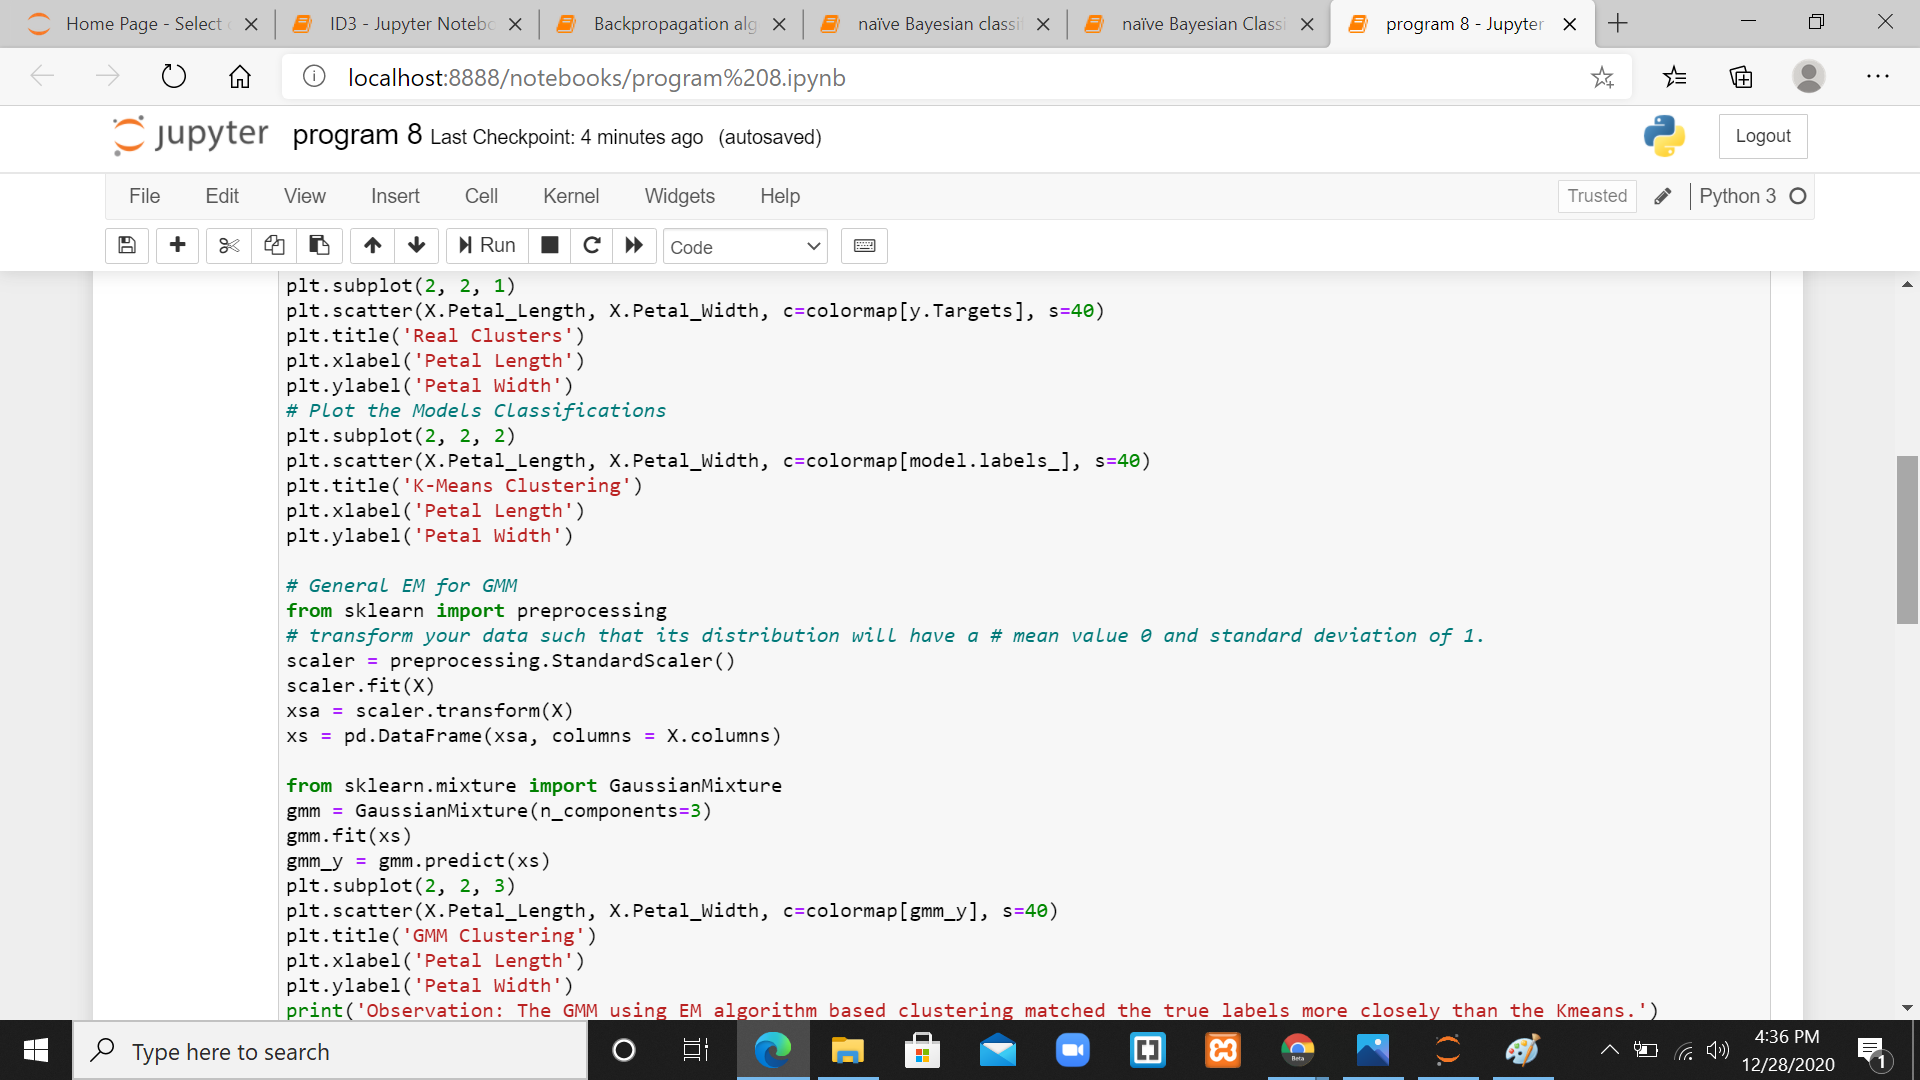 Home Page - Select
ID3 - Jupyter Notebo
Backpropagation alg
naïve Bayesian classi
naïve Bayesian Classi
program 8 - Jupyter
localhost:8888/notebooks/program%208.ipynb
jupyter program 8 Last Checkpoint: 4 minutes ago (autosaved)
Logout
File Edit View Insert Cell Kernel Widgets Help
Trusted Python 3
Run Code
plt.subplot(2, 2, 1)
plt.scatter(X.Petal_Length, X.Petal_Width, c=colormap[y.Targets], s=40)
plt.title('Real Clusters')
plt.xlabel('Petal Length')
plt.ylabel('Petal Width')
# Plot the Models Classifications
plt.subplot(2, 2, 2)
plt.scatter(X.Petal_Length, X.Petal_Width, c=colormap[model.labels_], s=40)
plt.title('K-Means Clustering')
plt.xlabel('Petal Length')
plt.ylabel('Petal Width')
# General EM for GMM
from sklearn import preprocessing
# transform your data such that its distribution will have a # mean value 0 and standard deviation of 1.
scaler = preprocessing.StandardScaler()
scaler.fit(X)
xsa = scaler.transform(X)
xs = pd.DataFrame(xsa, columns = X.columns)
from sklearn.mixture import GaussianMixture
gmm = GaussianMixture(n_components=3)
gmm.fit(xs)
gmm_y = gmm.predict(xs)
plt.subplot(2, 2, 3)
plt.scatter(X.Petal_Length, X.Petal_Width, c=colormap[gmm_y], s=40)
plt.title('GMM Clustering')
plt.xlabel('Petal Length')
plt.ylabel('Petal Width')
print('Observation: The GMM using EM algorithm based clustering matched the true labels more closely than the Kmeans.')
Type here to search
Beta
4:36 PM
12/28/2020
1